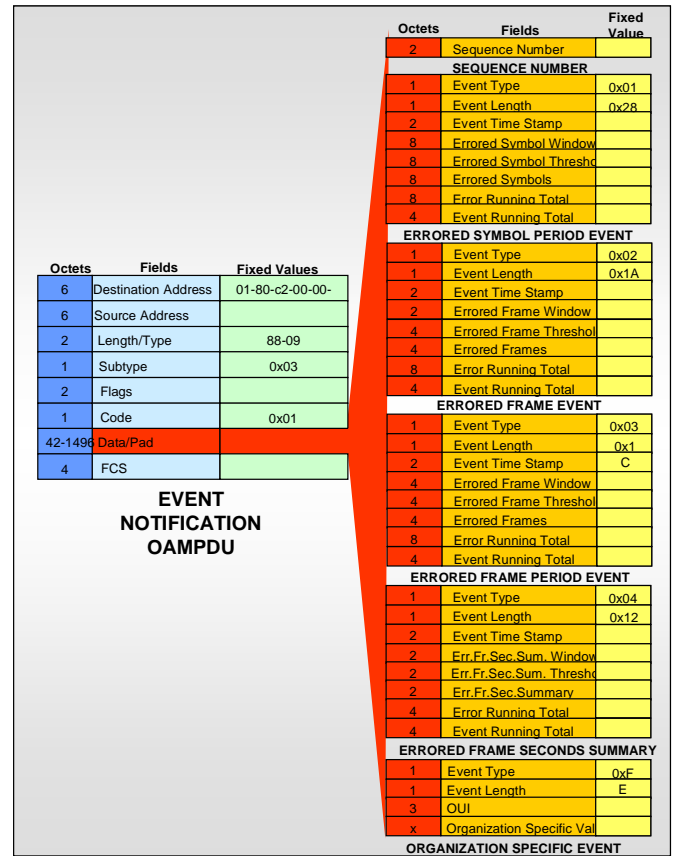 Octets Fields Fixed Value
2 Sequence Number
SEQUENCE NUMBER
1 Event Type 0x01
1 Event Length 0x28
2 Event Time Stamp
8 Errored Symbol Window
8 Errored Symbol Thresho
8 Errored Symbols
8 Error Running Total
4 Event Running Total
ERRORED SYMBOL PERIOD EVENT
1 Event Type 0x02
1 Event Length 0x1A
2 Event Time Stamp
2 Errored Frame Window
4 Errored Frame Threshol
4 Errored Frames
8 Error Running Total
4 Event Running Total
ERRORED FRAME EVENT
1 Event Type 0x03
1 Event Length 0x1
2 Event Time Stamp C
4 Errored Frame Window
4 Errored Frame Threshol
4 Errored Frames
8 Error Running Total
4 Event Running Total
ERRORED FRAME PERIOD EVENT
1 Event Type 0x04
1 Event Length 0x12
2 Event Time Stamp
2 Err.Fr.Sec.Sum. Window
2 Err.Fr.Sec.Sum. Thresho
2 Err.Fr.Sec.Summary
4 Error Running Total
4 Event Running Total
ERRORED FRAME SECONDS SUMMARY
1 Event Type 0xF
1 Event Length E
3 OUI
x Organization Specific Val
ORGANIZATION SPECIFIC EVENT
Octets Fields Fixed Values
6 Destination Address 01-80-c2-00-00-
6 Source Address
2 Length/Type 88-09
1 Subtype 0x03
2 Flags
1 Code 0x01
42-1496 Data/Pad
4 FCS
EVENT
NOTIFICATION
OAMPDU